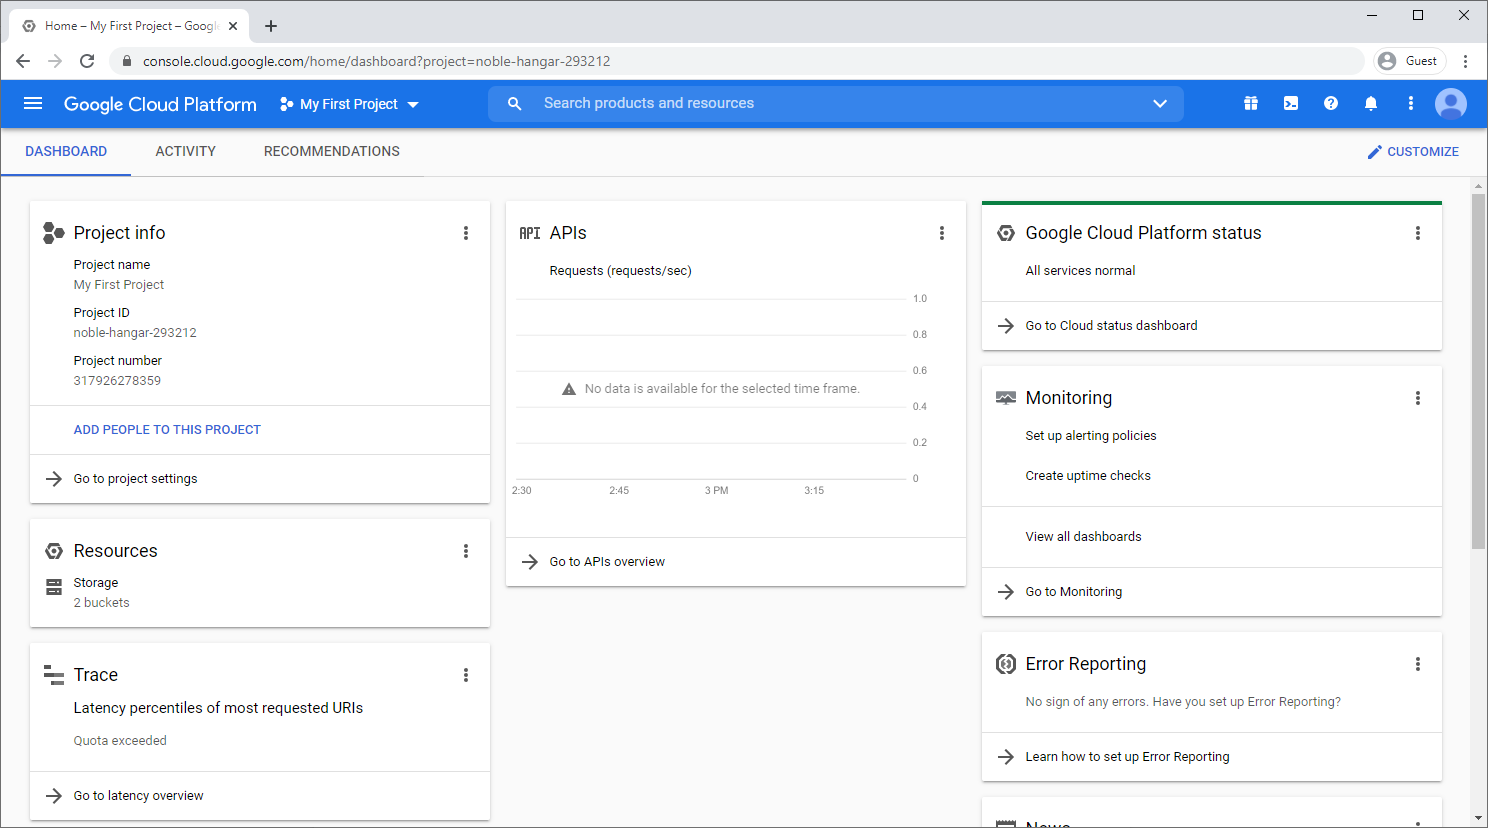 Home – My First Project – Google
console.cloud.google.com/home/dashboard?project=noble-hangar-293212
Guest
Google Cloud Platform
My First Project
Search products and resources
DASHBOARD
ACTIVITY
RECOMMENDATIONS
CUSTOMIZE
Project info
Project name
My First Project
Project ID
noble-hangar-293212
Project number
317926278359
ADD PEOPLE TO THIS PROJECT
Go to project settings
Resources
Storage
2 buckets
Trace
Latency percentiles of most requested URIs
Quota exceeded
Go to latency overview
API APIs
Requests (requests/sec)
1.0
0.8
0.6
No data is available for the selected time frame.
0.4
0.2
0
2:30 2:45 3 PM 3:15
Go to APIs overview
Google Cloud Platform status
All services normal
Go to Cloud status dashboard
Monitoring
Set up alerting policies
Create uptime checks
View all dashboards
Go to Monitoring
Error Reporting
No sign of any errors. Have you set up Error Reporting?
Learn how to set up Error Reporting
News